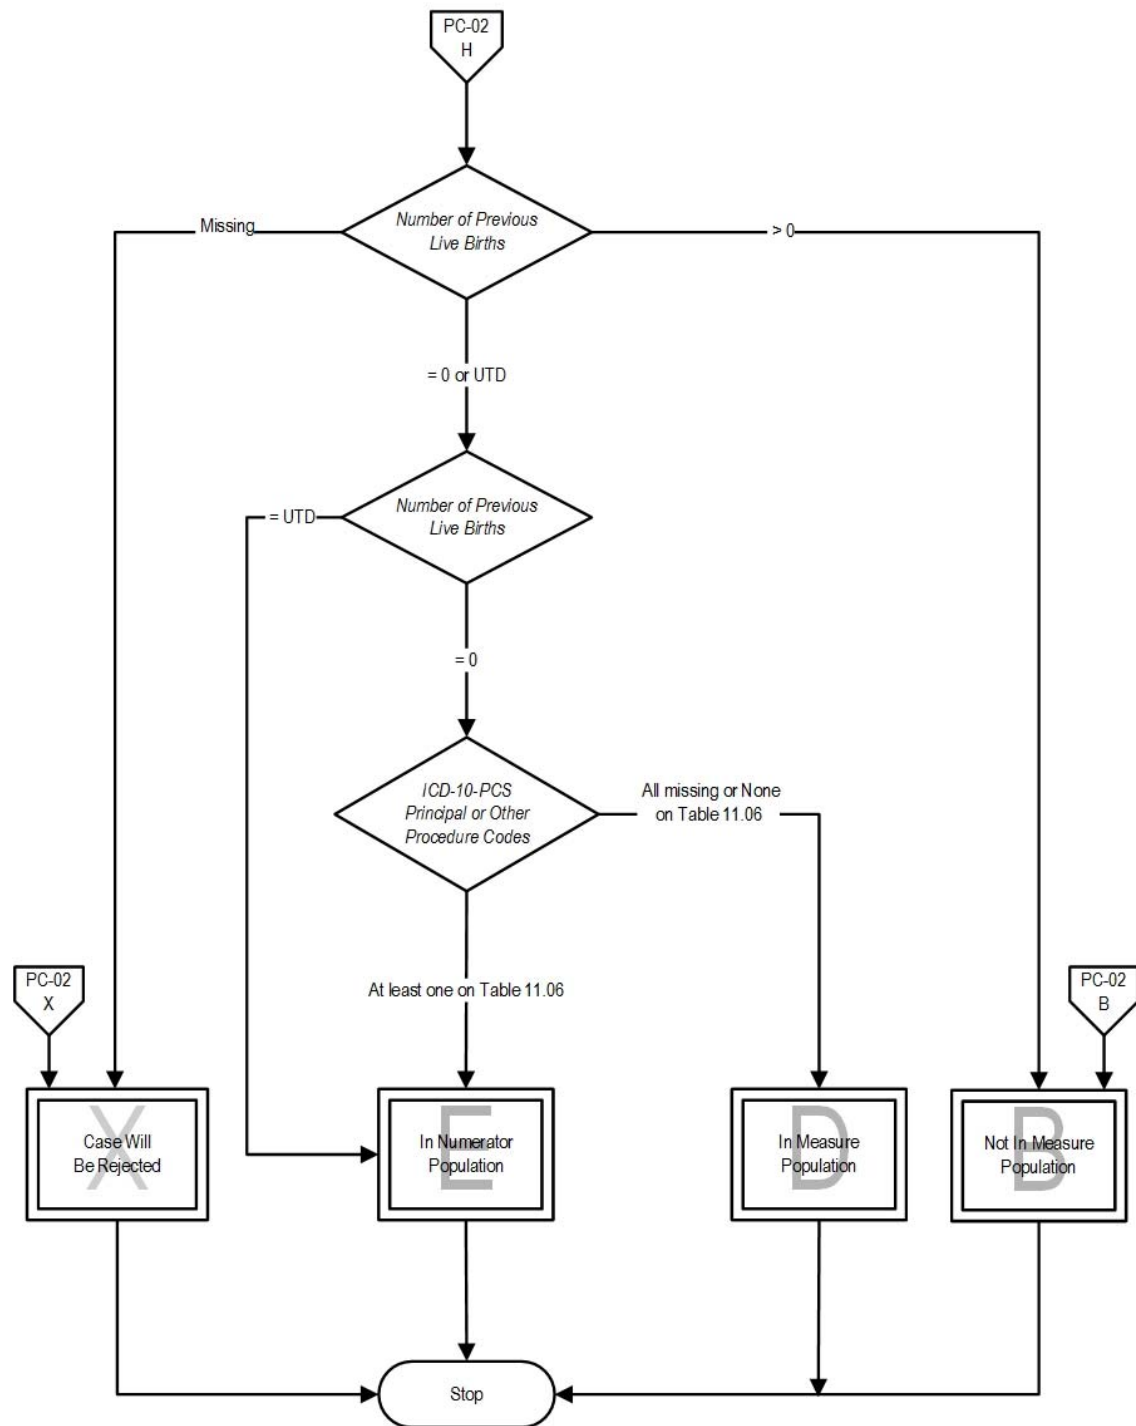 PC-02
H
Number of Previous
Live Births
Missing
> 0
= 0 or UTD
Number of Previous
Live Births
= UTD
= 0
ICD-10-PCS
Principal or Other
Procedure Codes
All missing or None
on Table 11.06
At least one on Table 11.06
PC-02
X
PC-02
B
X
Case Will
Be Rejected
E
In Numerator
Population
D
In Measure
Population
B
Not In Measure
Population
Stop